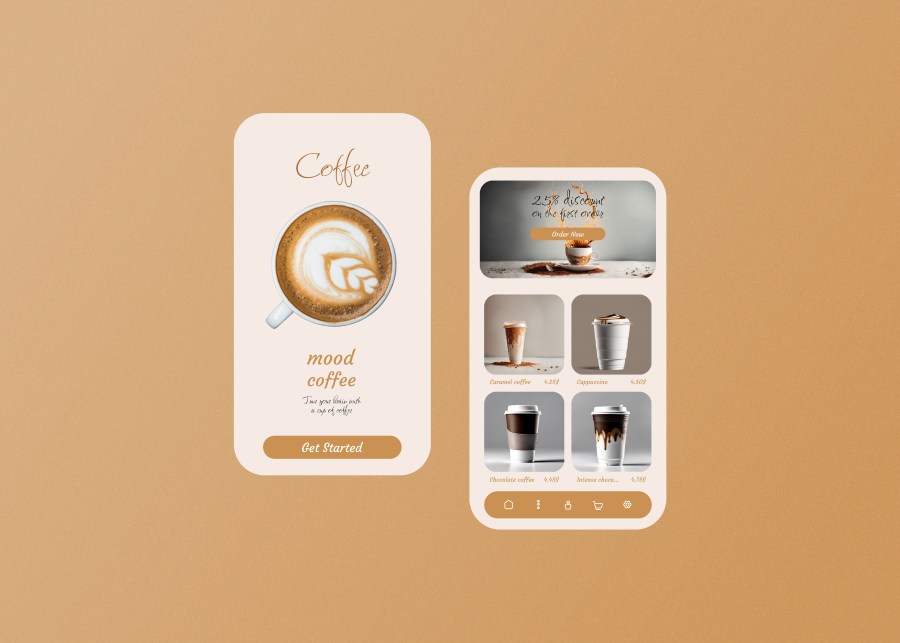 Coffee
mood
coffee
Tune your brain with
a cup of coffee
Get Started
25% discount
on the first order
Order Now
Caramel coffee 4.25$
Cappuccino 4.50$
Chocolate coffee 4.45$
Intense choco... 4.75$